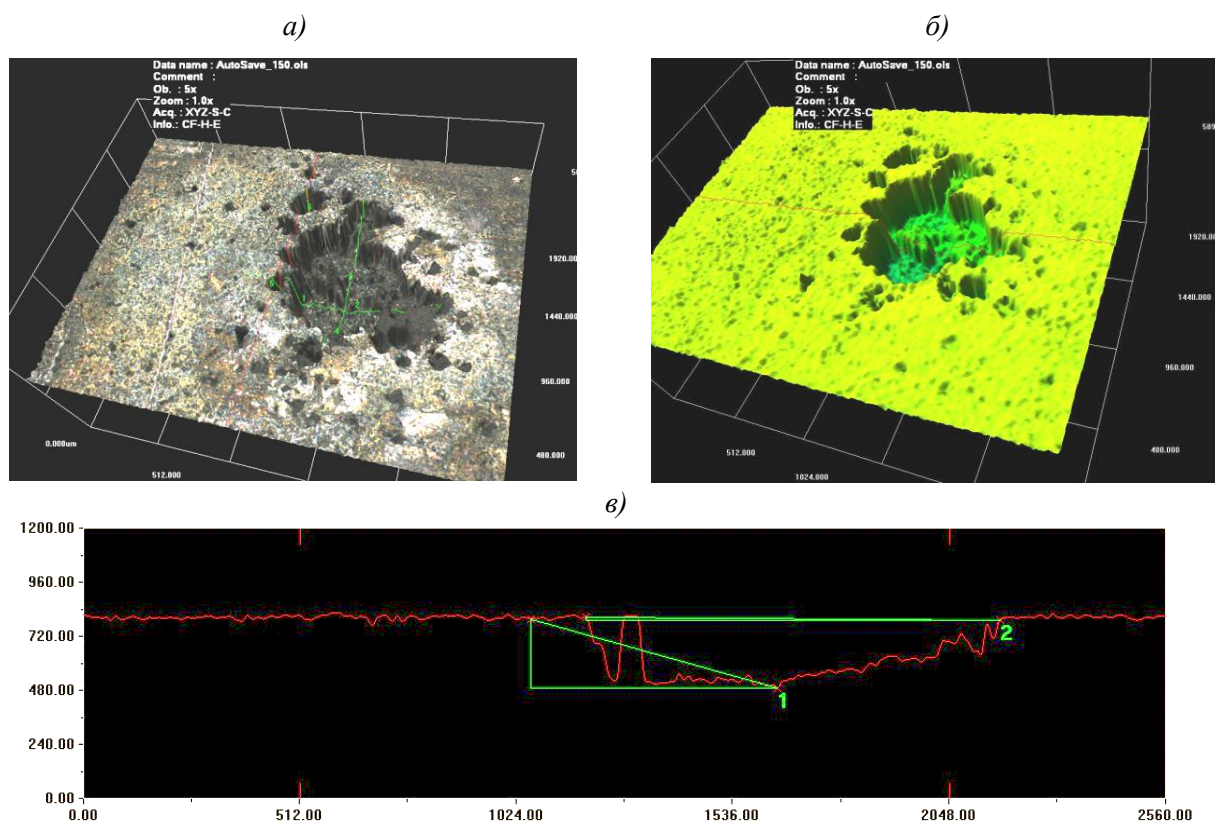 а)
б)
Data name : AutoSave_150.ols
Comment :
Ob. : 5x
Zoom : 1.0x
Acq. : XYZ-S-C
Info.: CF-H-E
1920.00
1440.000
960.000
480.000
0.000um
512.000
Data name : AutoSave_150.ols
Comment :
Ob. : 5x
Zoom : 1.0x
Acq. : XYZ-S-C
Info.: CF-H-E
589
1920.00
1440.000
480.000
512.000
1024.000
в)
1200.00
960.00
720.00
480.00
240.00
0.00
1
2
0.00
512.00
1024.00
1536.00
2048.00
2560.00